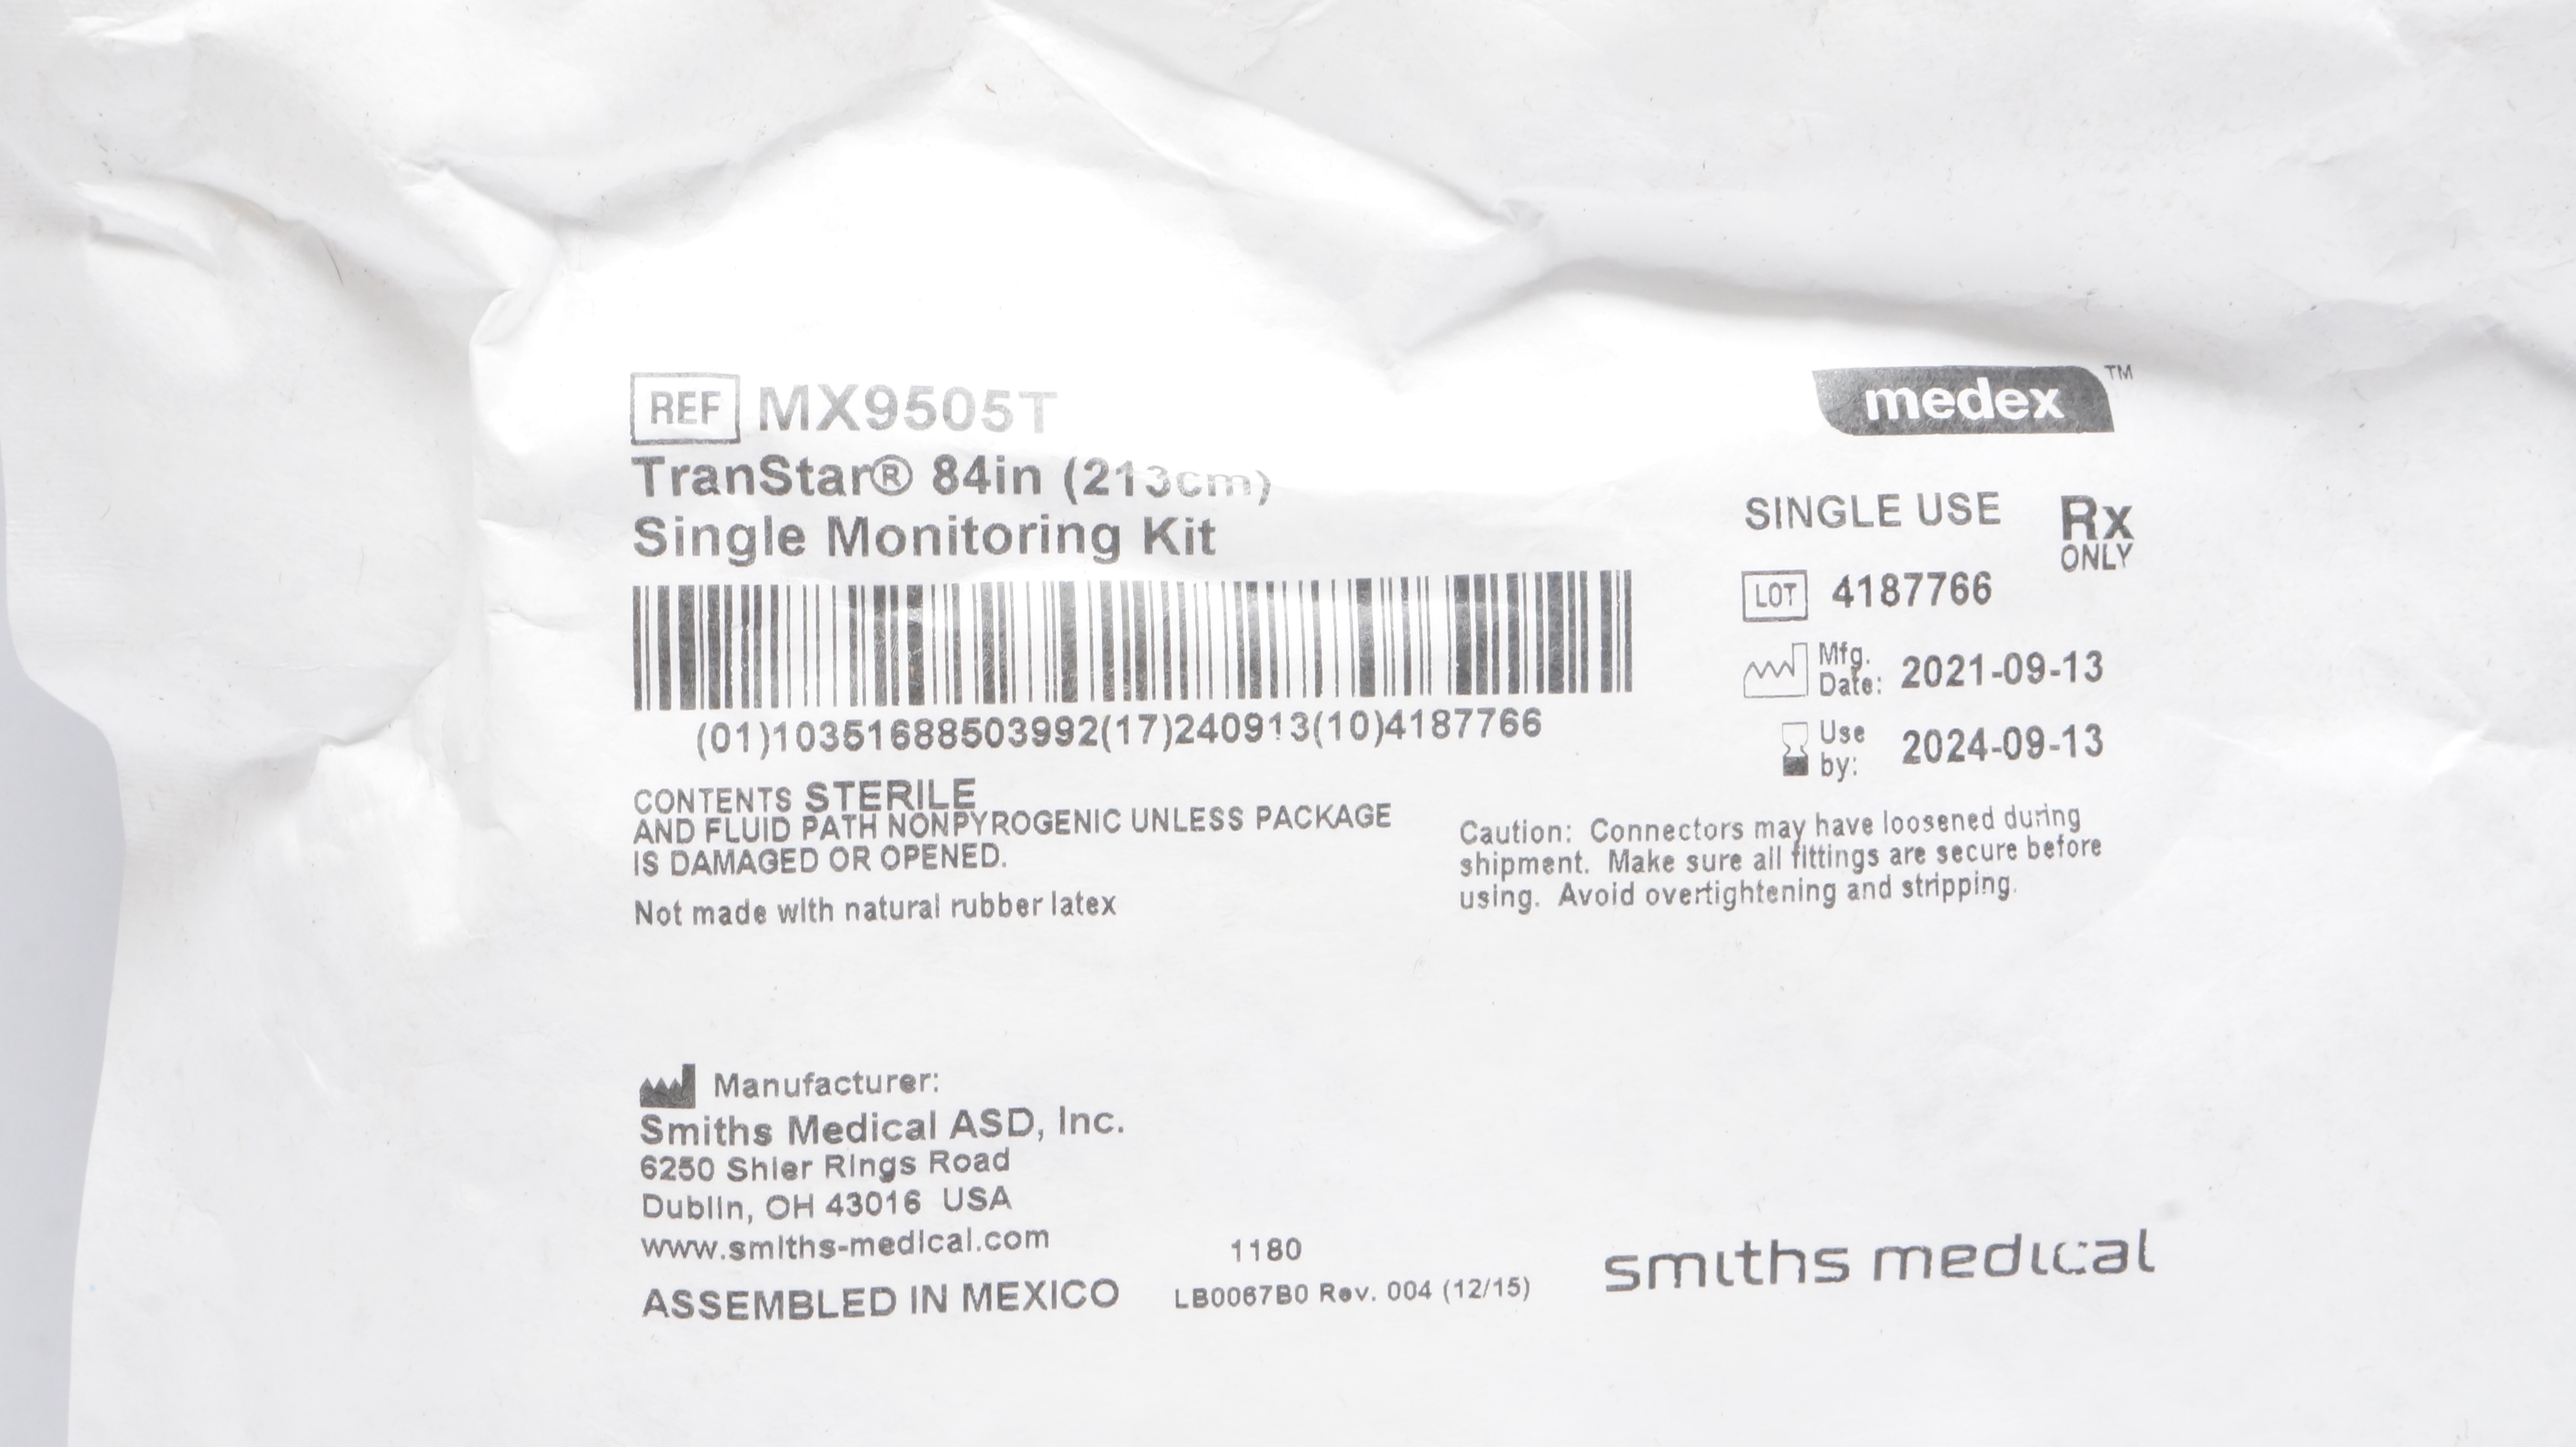 REF MX9505T
TranStar® 84in (213cm)
Single Monitoring Kit
(01)10351688503992(17)240913(10)4187766
CONTENTS STERILE
AND FLUID PATH NONPYROGENIC UNLESS PACKAGE
IS DAMAGED OR OPENED.
Not made with natural rubber latex
medex™
SINGLE USE Rx ONLY
LOT 4187766
Mfg. Date: 2021-09-13
Use by: 2024-09-13
Caution: Connectors may have loosened during
shipment. Make sure all fittings are secure before
using. Avoid overtightening and stripping.
Manufacturer:
Smiths Medical ASD, Inc.
6250 Shier Rings Road
Dublin, OH 43016 USA
www.smiths-medical.com
1180
ASSEMBLED IN MEXICO
LB0067B0 Rev. 004 (12/15)
smiths medical